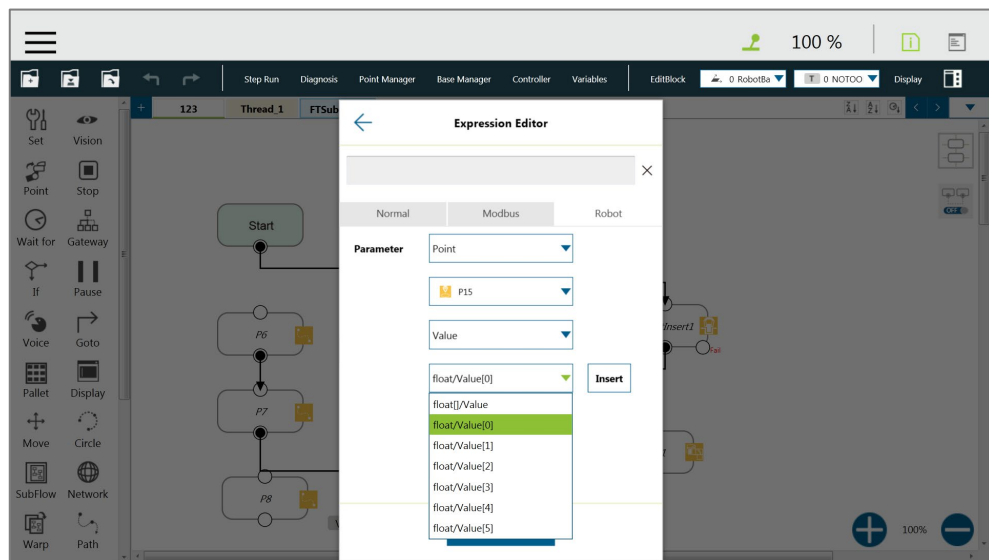 100 %
Step Run Diagnosis Point Manager Base Manager Controller Variables EditBlock 0 RobotBa T 0 NOTOO Display
123 Thread_1 FTSub
Set Vision
Point Stop
Wait for Gateway
If Pause
Voice Goto
Pallet Display
Move Circle
SubFlow Network
Warp Path
Start
P6
P7
P8
Expression Editor
Normal Modbus Robot
Parameter Point
P15
Value
float/Value[0] Insert
float[]/Value
float/Value[0]
float/Value[1]
float/Value[2]
float/Value[3]
float/Value[4]
float/Value[5]
Insert1
Fail
OFF
100%